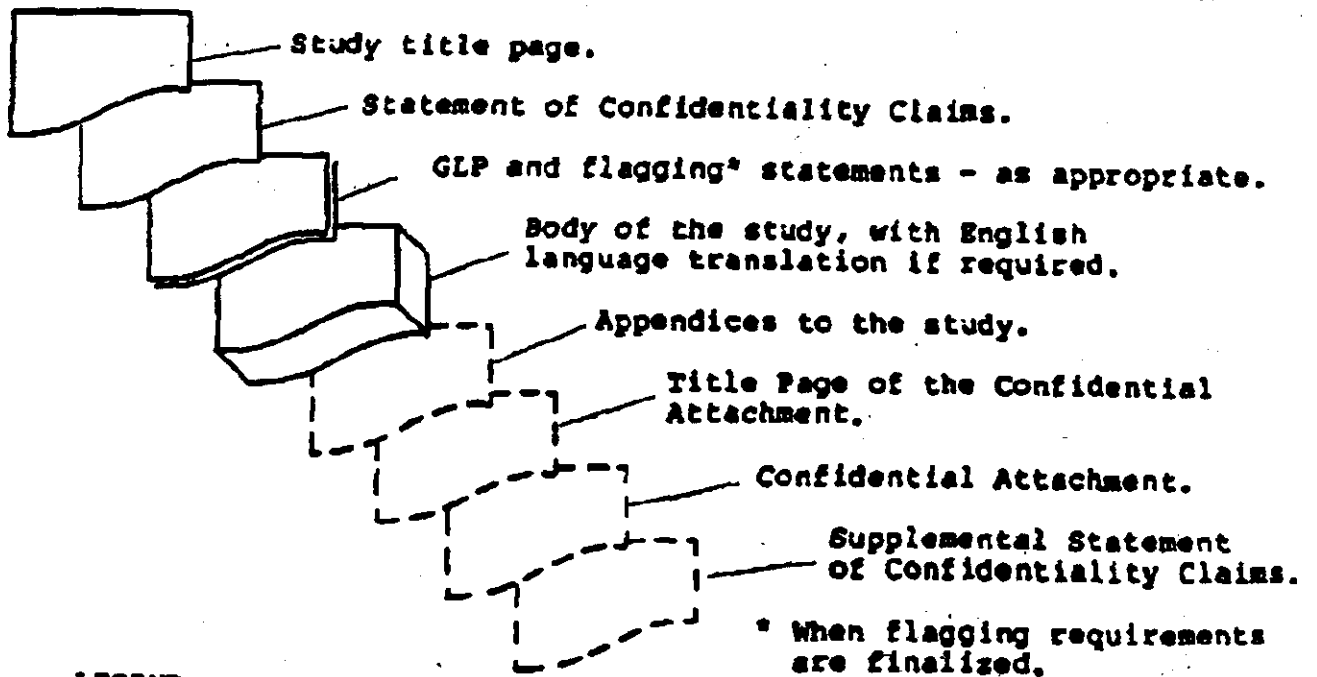 Study title page.
Statement of Confidentiality Claims.
GLP and flagging* statements - as appropriate.
Body of the study, with English
language translation if required.
Appendices to the study.
Title Page of the Confidential
Attachment.
Confidential Attachment.
Supplemental Statement
of Confidentiality Claims.
* When flagging requirements
are finalized.